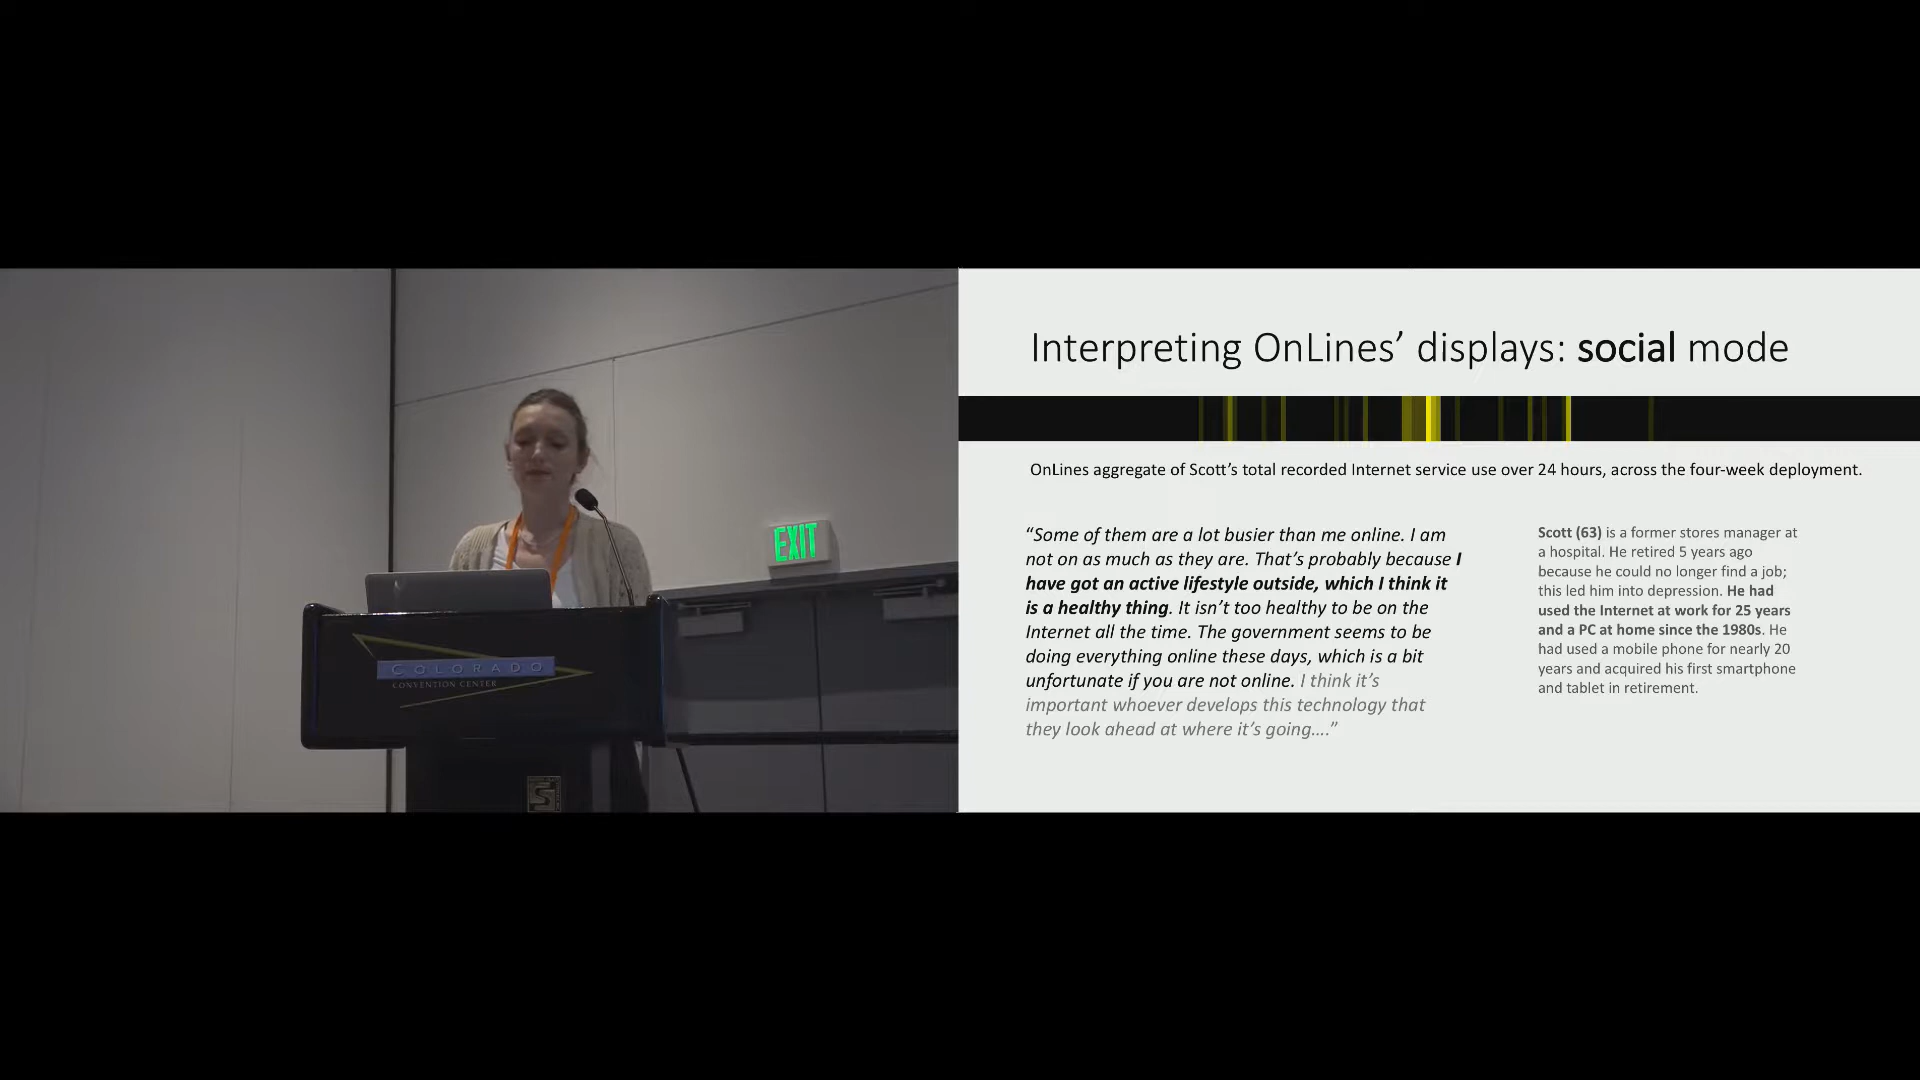 Interpreting OnLines’ displays: social mode
OnLines aggregate of Scott’s total recorded Internet service use over 24 hours, across the four-week deployment.
“Some of them are a lot busier than me online. I am
not on as much as they are. That’s probably because I
have got an active lifestyle outside, which I think it
is a healthy thing. It isn’t too healthy to be on the
Internet all the time. The government seems to be
doing everything online these days, which is a bit
unfortunate if you are not online. I think it’s
important whoever develops this technology that
they look ahead at where it’s going….”
Scott (63) is a former stores manager at
a hospital. He retired 5 years ago
because he could no longer find a job;
this led him into depression. He had
used the Internet at work for 25 years
and a PC at home since the 1980s. He
had used a mobile phone for nearly 20
years and acquired his first smartphone
and tablet in retirement.
EXIT
COLORADO
CONVENTION CENTER